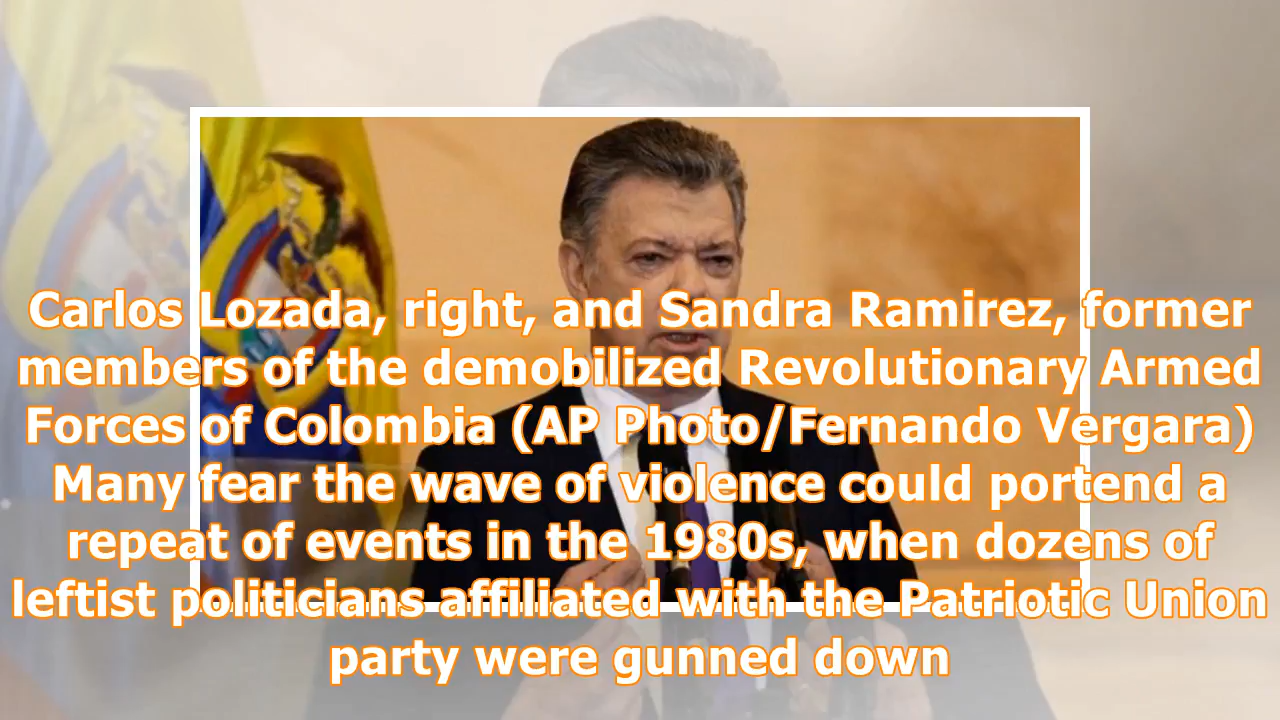 Carlos Lozada, right, and Sandra Ramirez, former
members of the demobilized Revolutionary Armed
Forces of Colombia (AP Photo/Fernando Vergara)
Many fear the wave of violence could portend a
repeat of events in the 1980s, when dozens of
leftist politicians affiliated with the Patriotic Union
party were gunned down